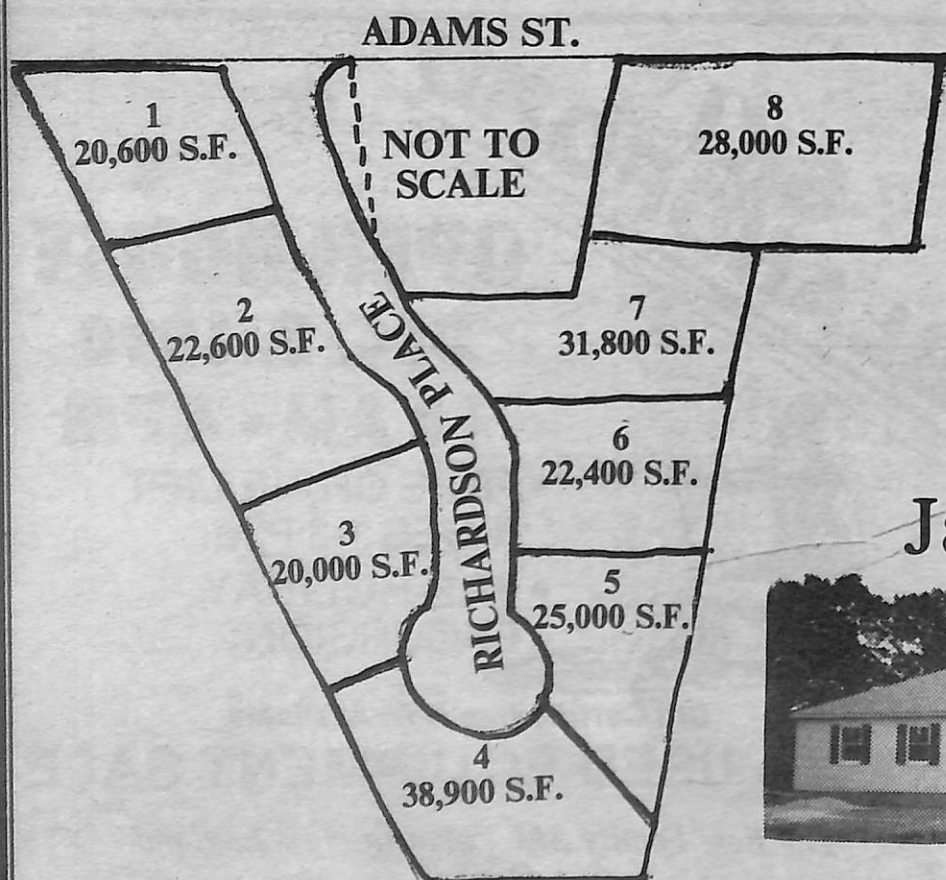 ADAMS ST.
1
20,600 S.F.
NOT TO
SCALE
8
28,000 S.F.
2
22,600 S.F.
RICHARDSON PLACE
7
31,800 S.F.
6
22,400 S.F.
3
20,000 S.F.
5
25,000 S.F.
4
38,900 S.F.